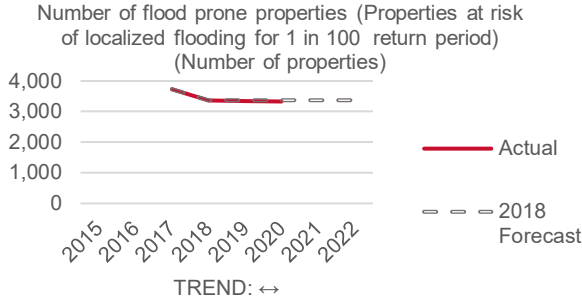 Number of flood prone properties (Properties at risk
of localized flooding for 1 in 100 return period)
(Number of properties)
4,000
3,000
2,000
1,000
0
2015
2016
2017
2018
2019
2020
2021
2022
Actual
2018
Forecast
TREND: ↔